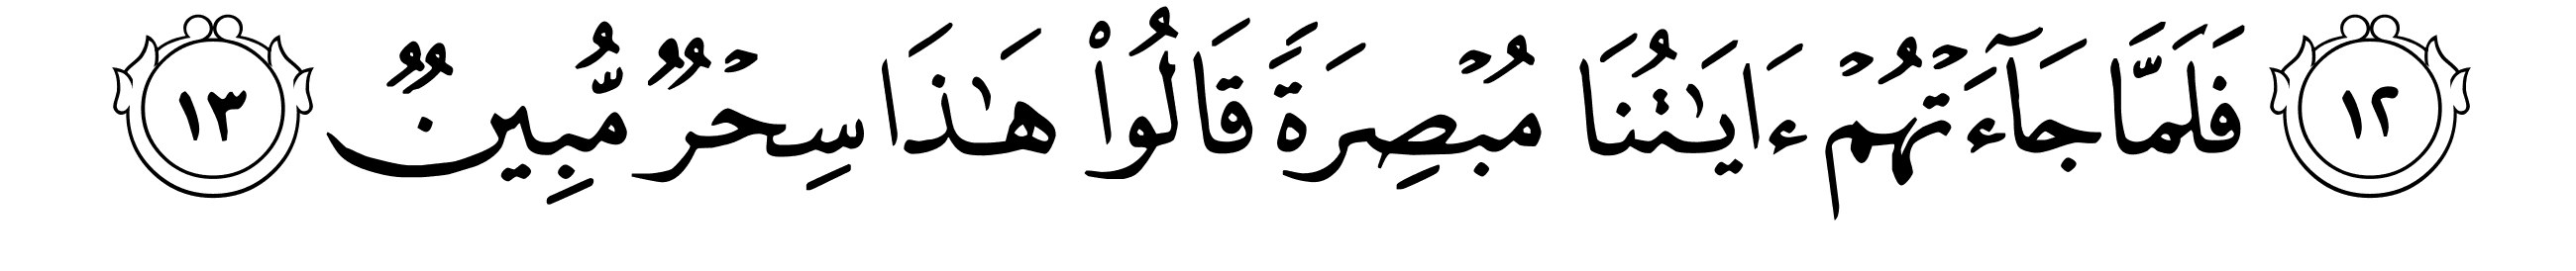 ١٢ فَلَمَّا جَآءَتْهُمْ ءَايَٰتُنَا مُبْصِرَةً قَالُوا۟ هَٰذَا سِحْرٌ مُّبِينٌ ١٣